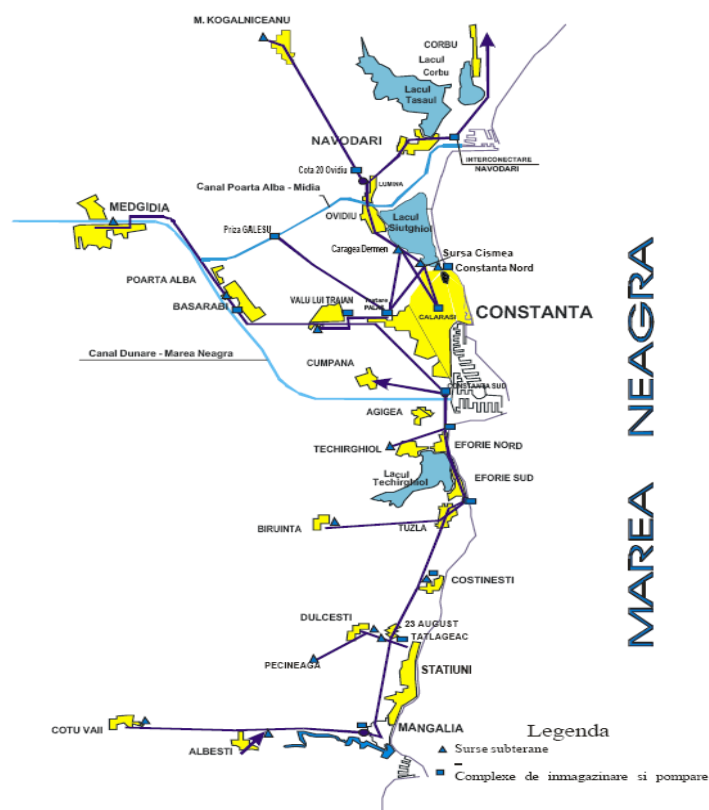 M. KOGALNICEANU
CORBU
Lacul
Corbu
Lacul
Tasaul
NAVODARI
INTERCONECTARE
NAVODARI
Cota 20 Ovidiu
LUMINA
Canal Poarta Alba - Midia
MEDGIDIA
OVIDIU
Lacul
Siutghiol
Priza GALESU
Caragea Dermen
Sursa Cismea
Constanta Nord
POARTA ALBA
BASARABI
VALU LUI TRAIAN
PALAS
CALARASI
CONSTANTA
Canal Dunare - Marea Neagra
CUMPANA
CONSTANTA SUD
AGIGEA
TECHIRGHIOL
EFORIE NORD
Lacul
Techirghiol
EFORIE SUD
BIRUINTA
TUZLA
COSTINESTI
DULCESTI
23 AUGUST
TATLAGEAC
PECINEAGA
STATIUNI
COTU VAII
MANGALIA
ALBESTI
MAREA NEAGRA
Legenda
Surse subterane
Complexe de inmagazinare si pompare